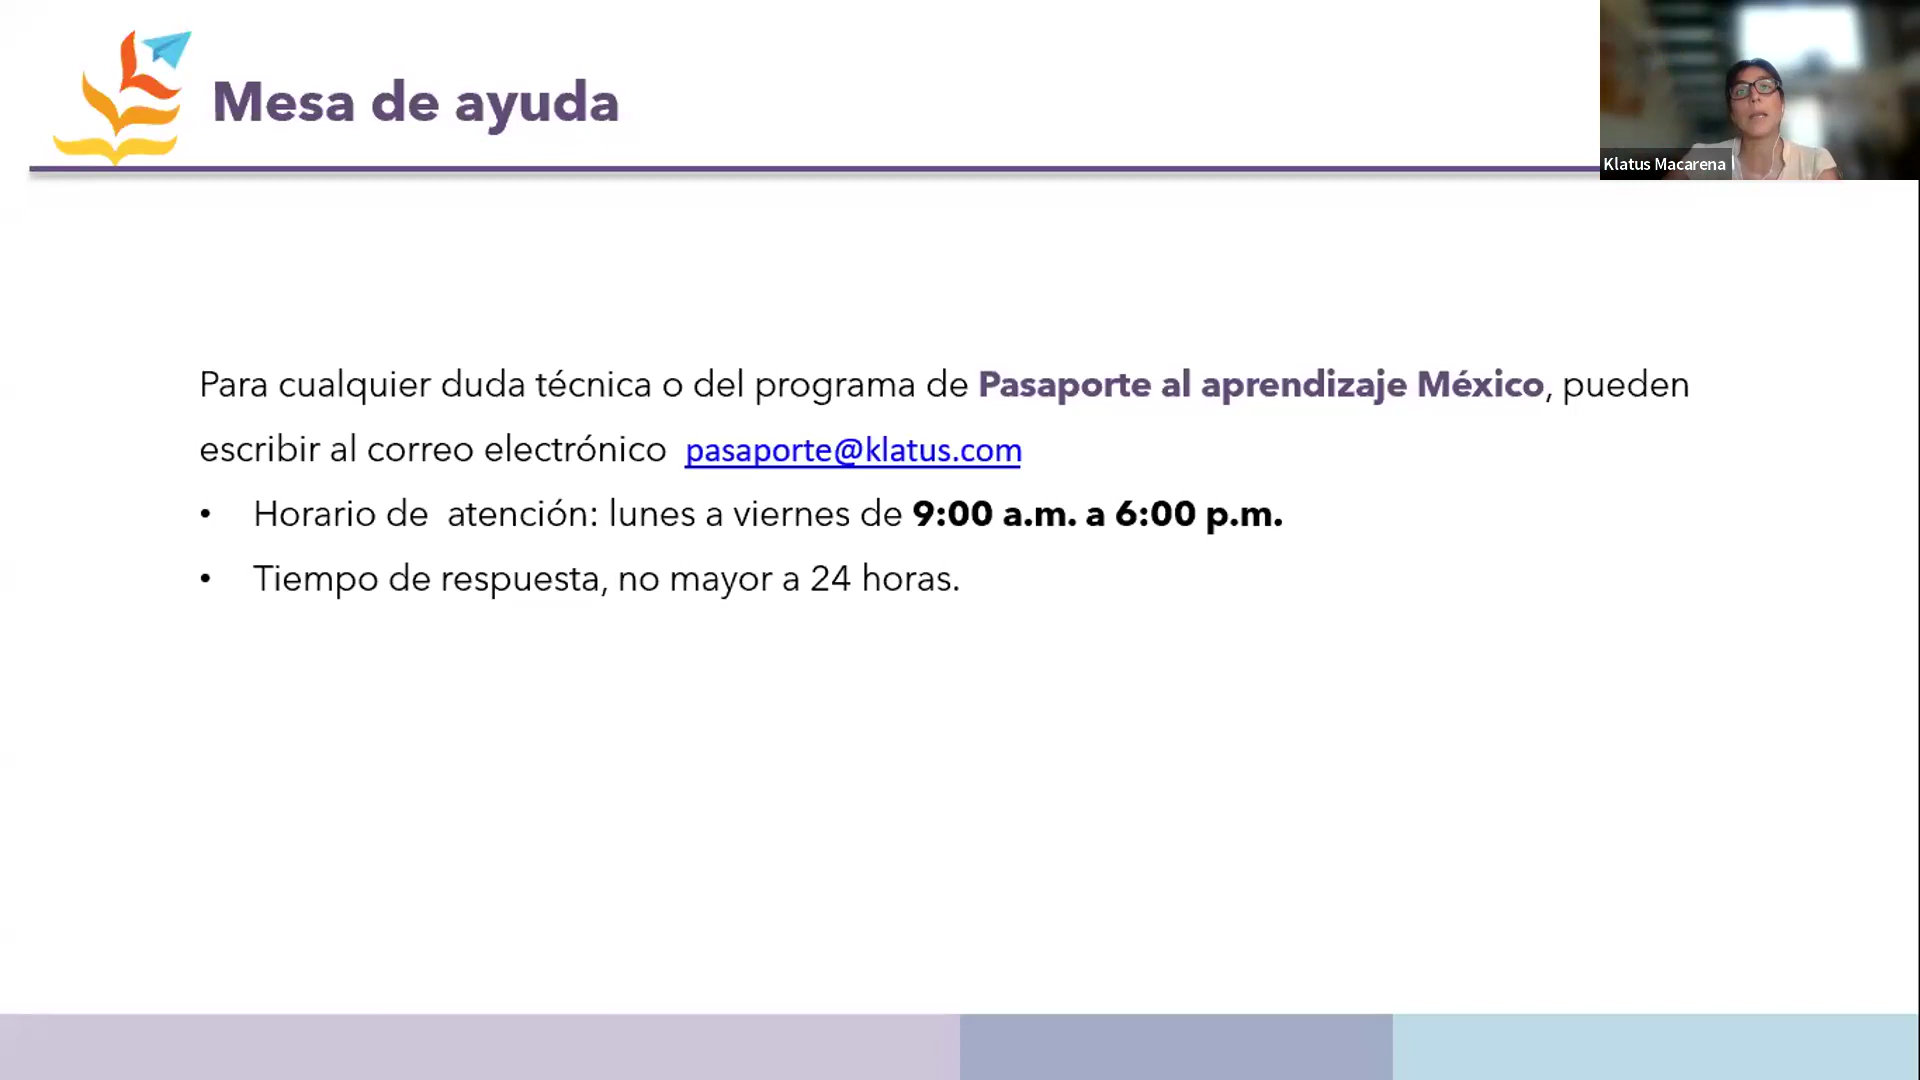 Mesa de ayuda
Klatus Macarena
Para cualquier duda técnica o del programa de Pasaporte al aprendizaje México, pueden
escribir al correo electrónico pasaporte@klatus.com
• Horario de atención: lunes a viernes de 9:00 a.m. a 6:00 p.m.
• Tiempo de respuesta, no mayor a 24 horas.